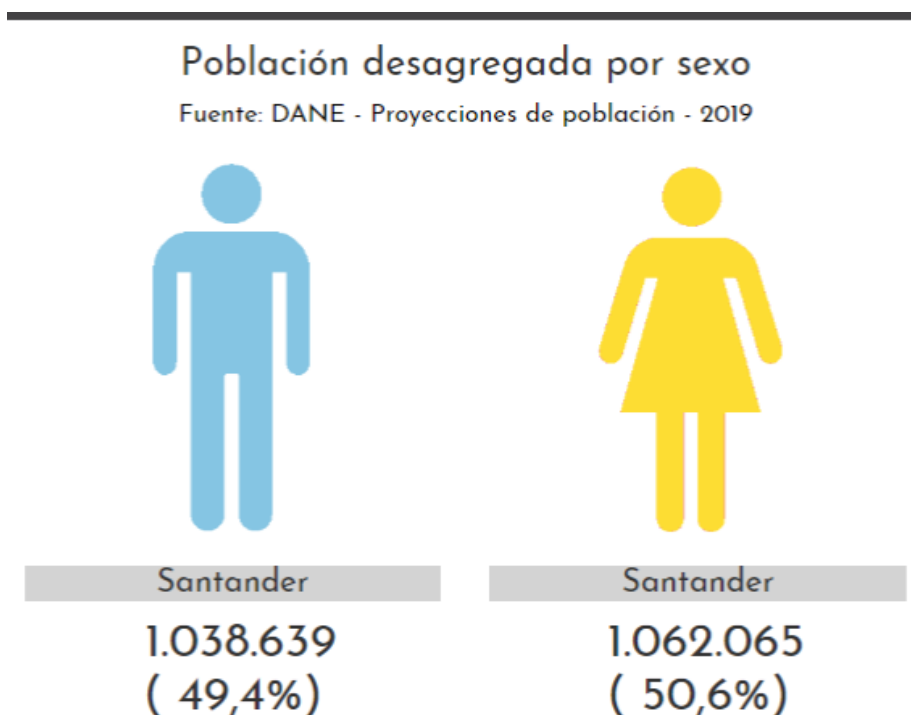 Población desagregada por sexo
Fuente: DANE - Proyecciones de población - 2019
Santander
1.038.639
( 49,4%)
Santander
1.062.065
( 50,6%)